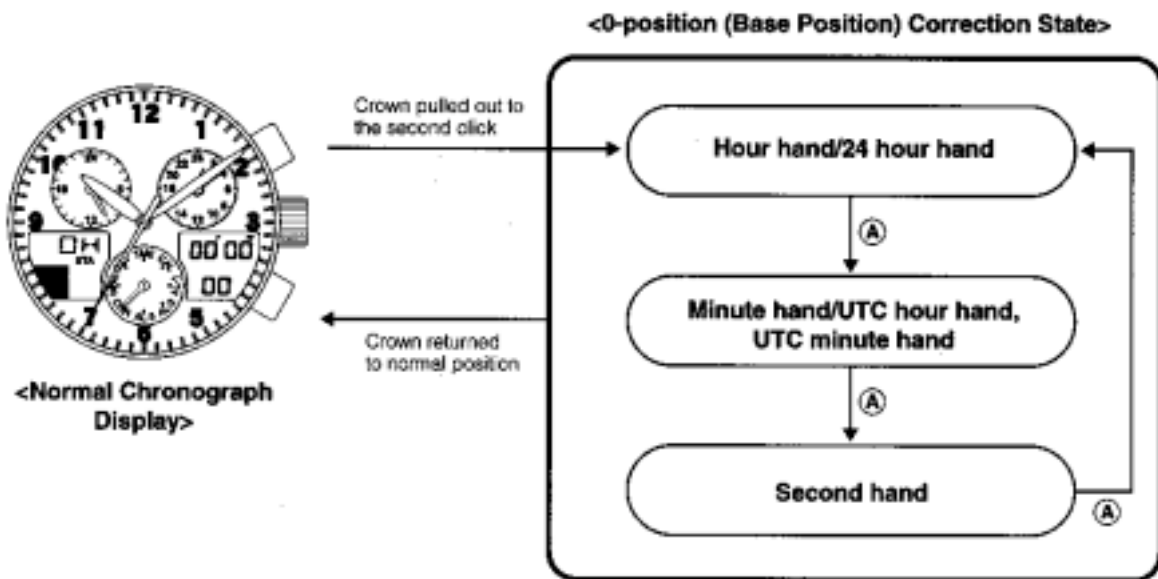 <0-position (Base Position) Correction State>
Crown pulled out to
the second click
Hour hand/24 hour hand
A
Minute hand/UTC hour hand,
UTC minute hand
A
Second hand
A
Crown returned
to normal position
12
11
1
10
2
9
3
7
5
6
00 00
00
<Normal Chronograph
Display>